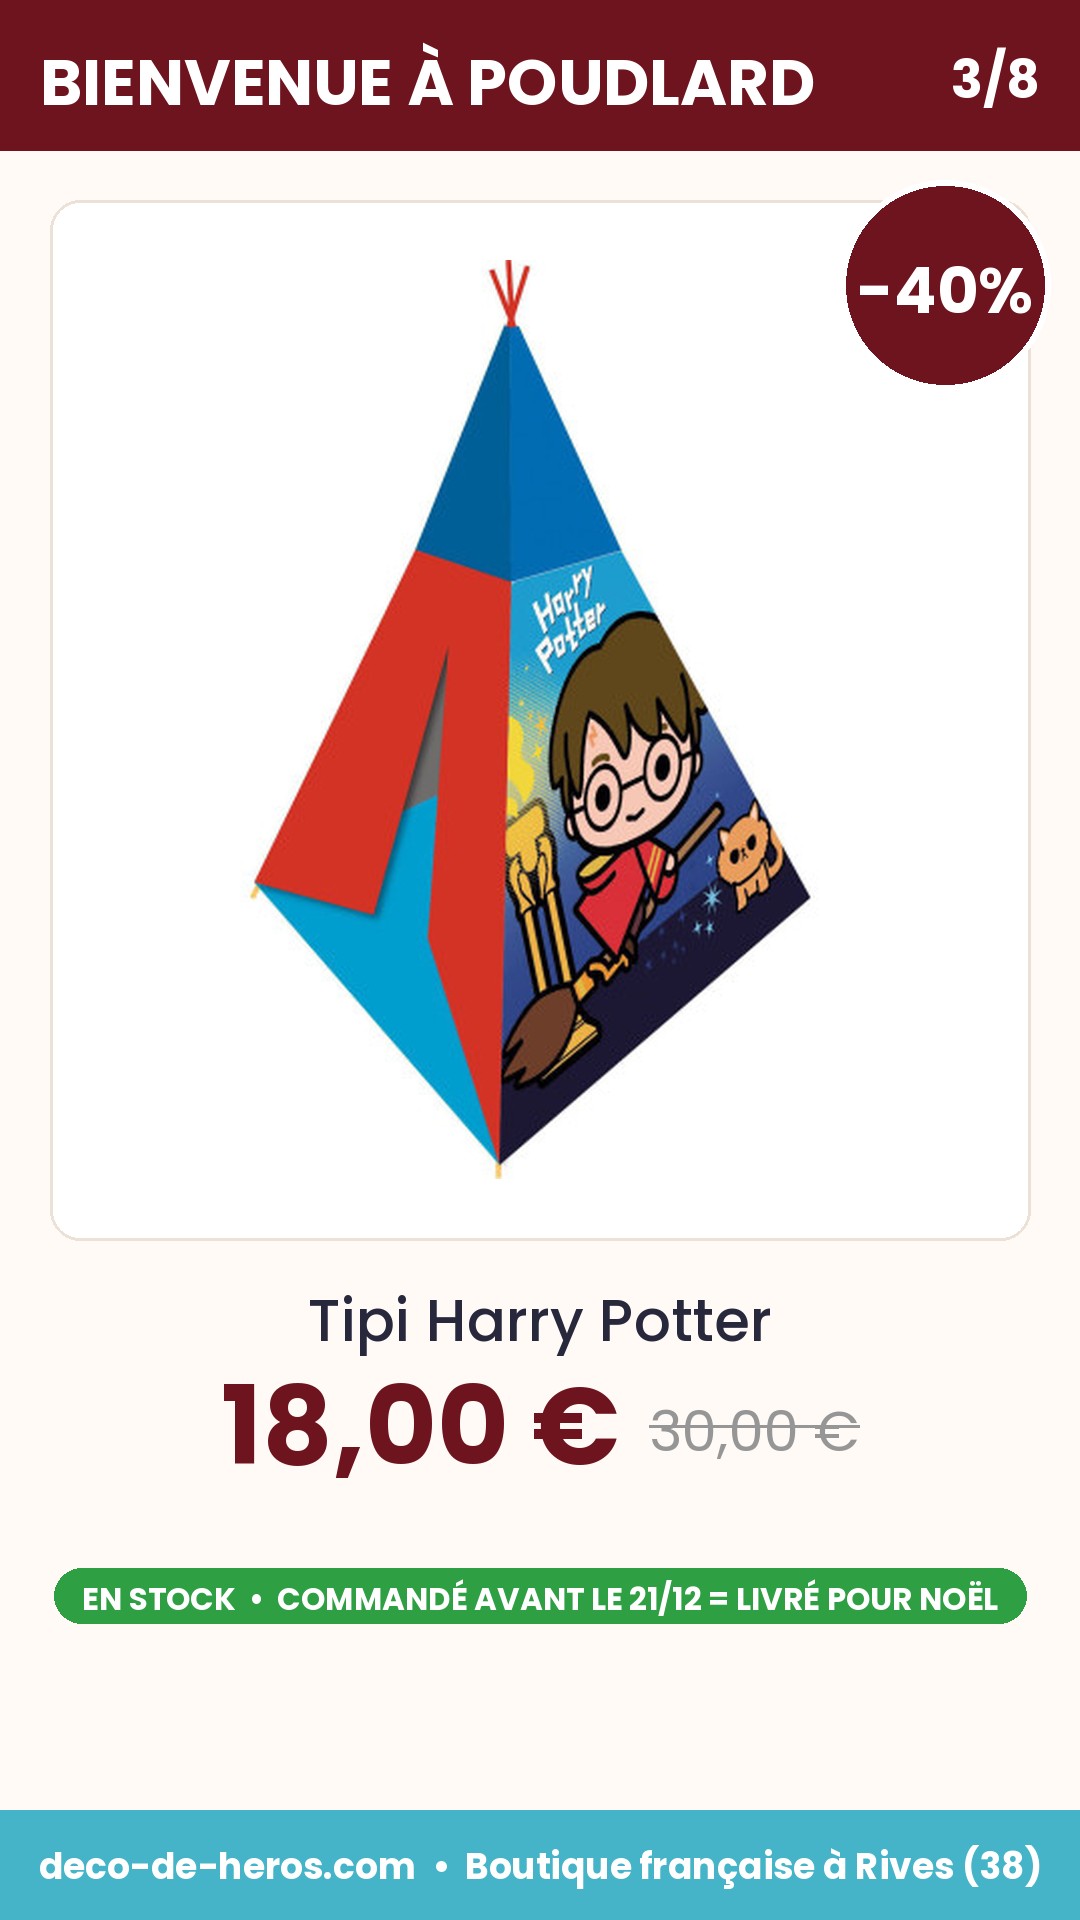 BIENVENUE À POUDLARD
3/8
-40%
Harry
Potter
Tipi Harry Potter
18,00 € 30,00 €
EN STOCK • COMMANDÉ AVANT LE 21/12 = LIVRÉ POUR NOËL
deco-de-heros.com • Boutique française à Rives (38)